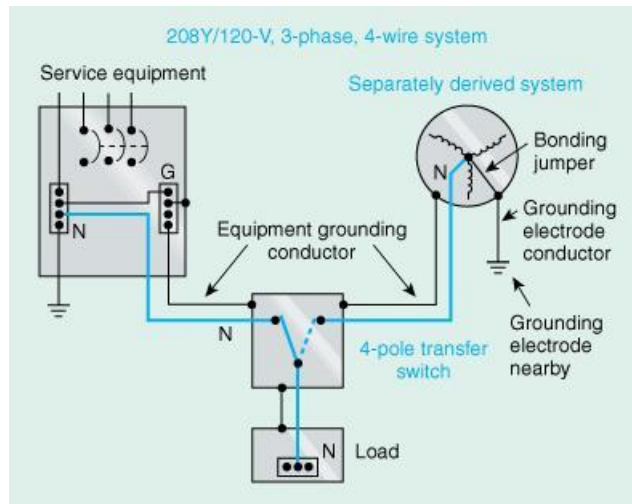 208Y/120-V, 3-phase, 4-wire system
Service equipment
Separately derived system
G
N
N
Bonding
jumper
Grounding
electrode
conductor
Equipment grounding
conductor
N
4-pole transfer
switch
Grounding
electrode
nearby
N
Load